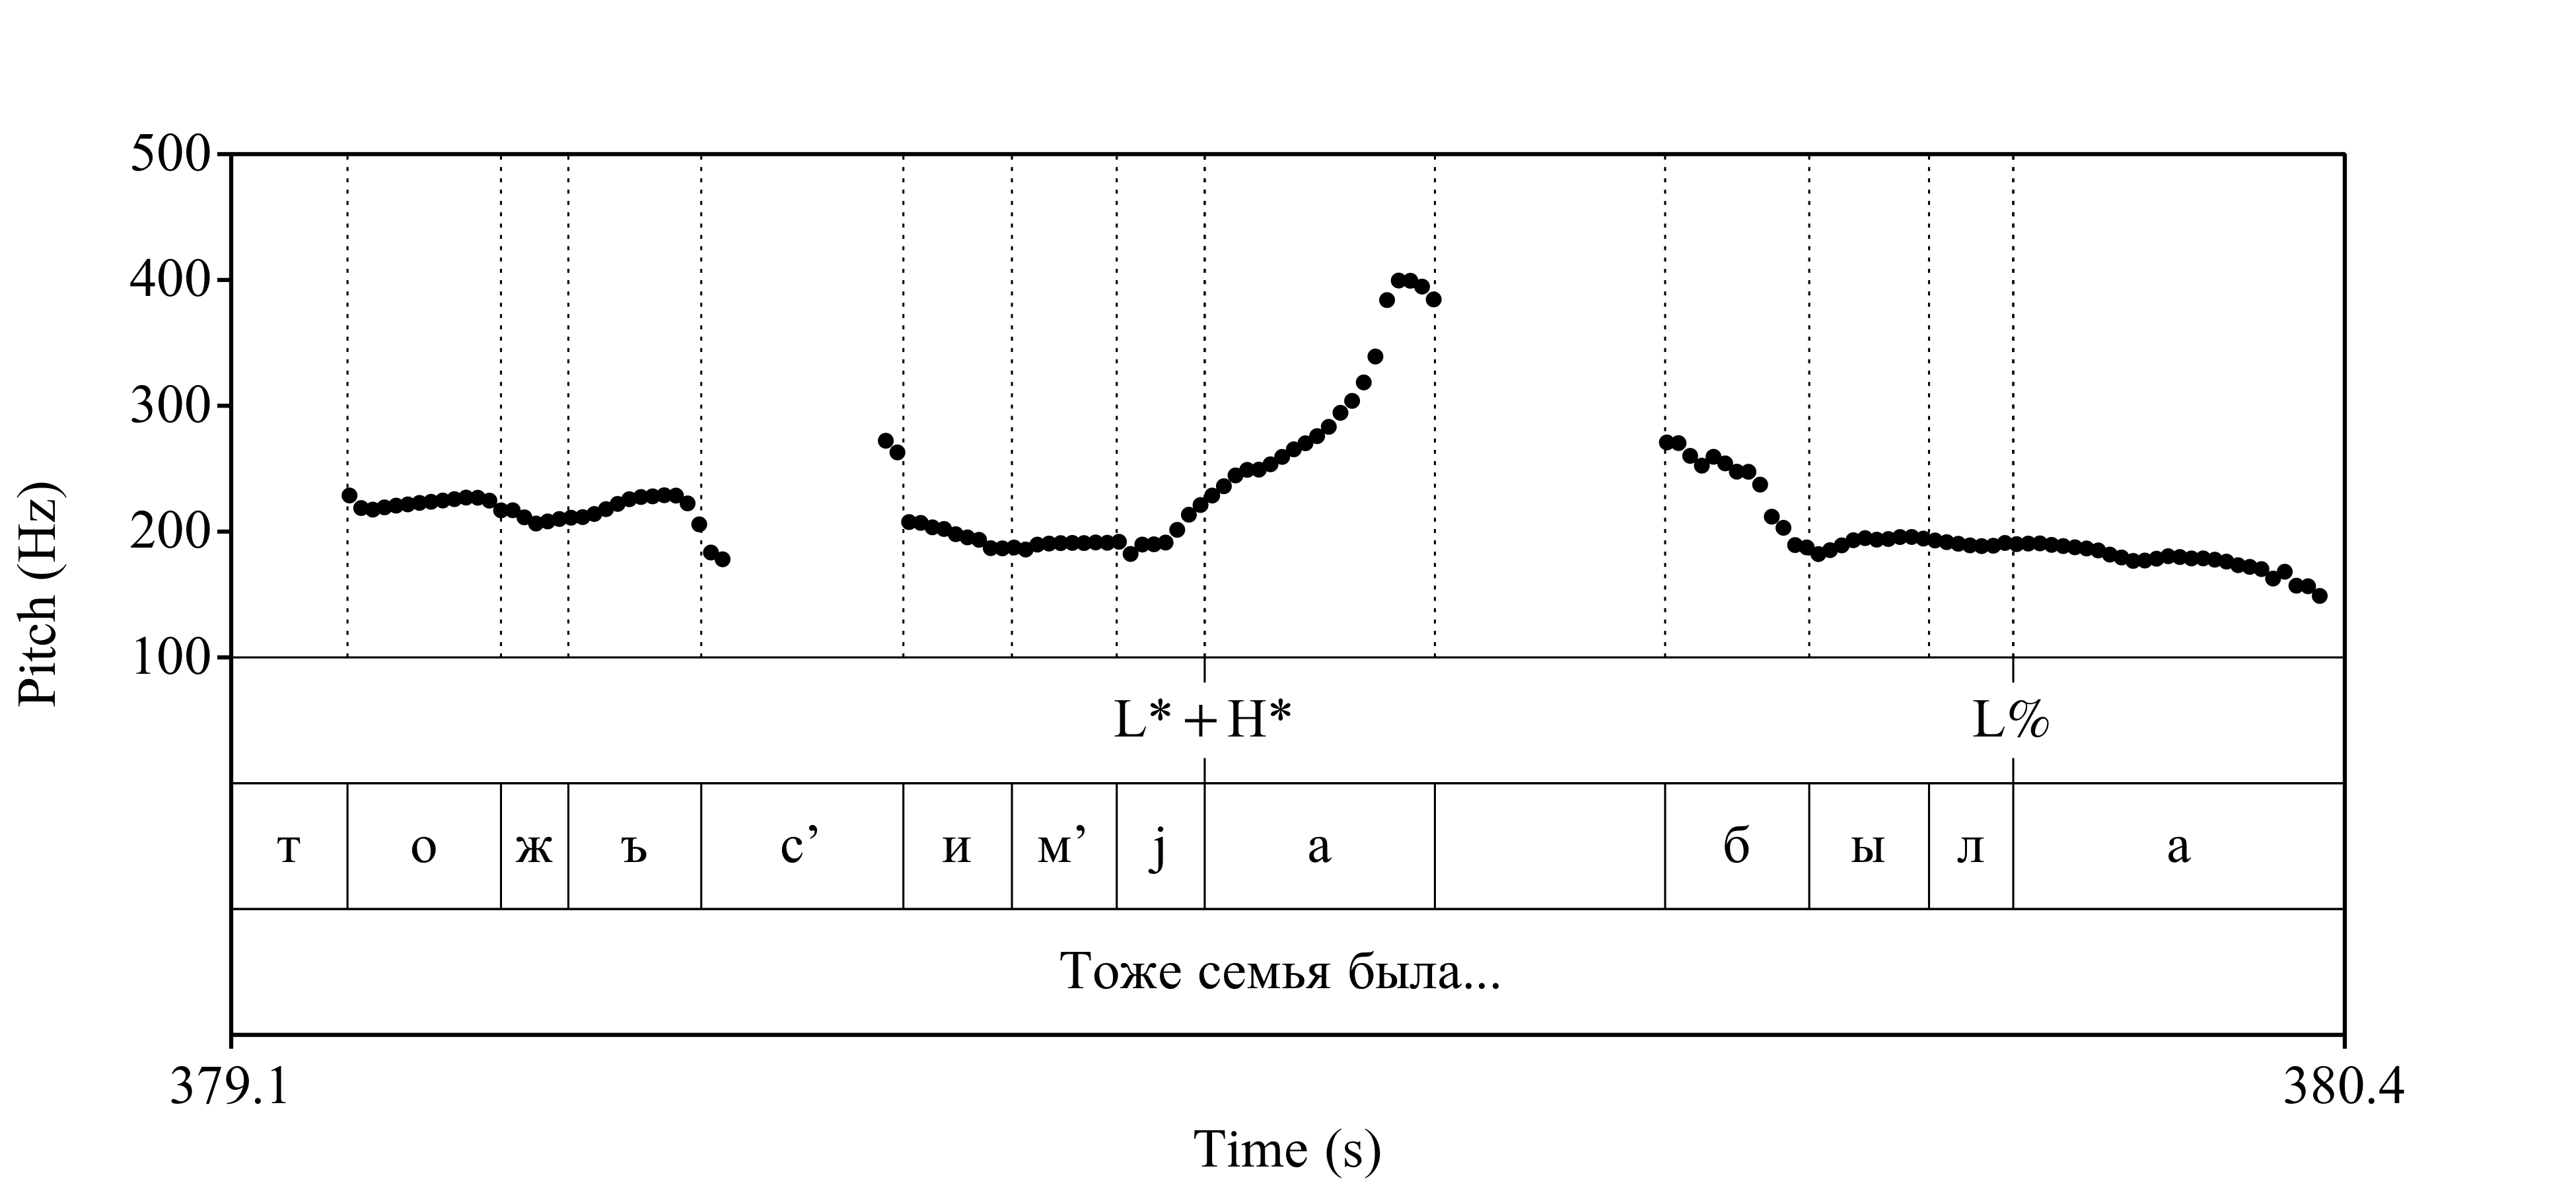 500
400
300
200
100
Pitch (Hz)
L*+H* L%
т о ж ъ с’ и м’ j а б ы л а
Тоже семья была...
379.1 380.4
Time (s)